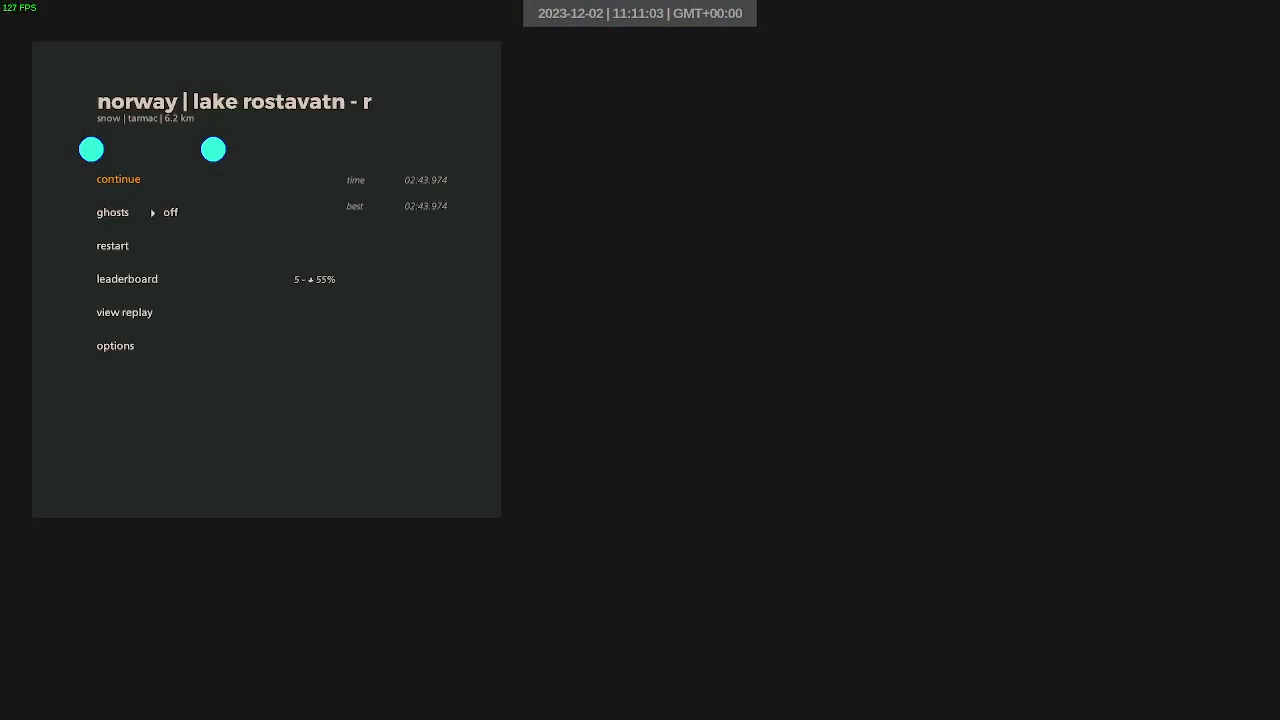 127 FPS
2023-12-02 | 11:11:03 | GMT+00:00
norway | lake rostavatn - r
snow | tarmac | 6.2 km
continue
time 02:43.974
best 02:43.974
ghosts off
restart
leaderboard 5 - + 55%
view replay
options